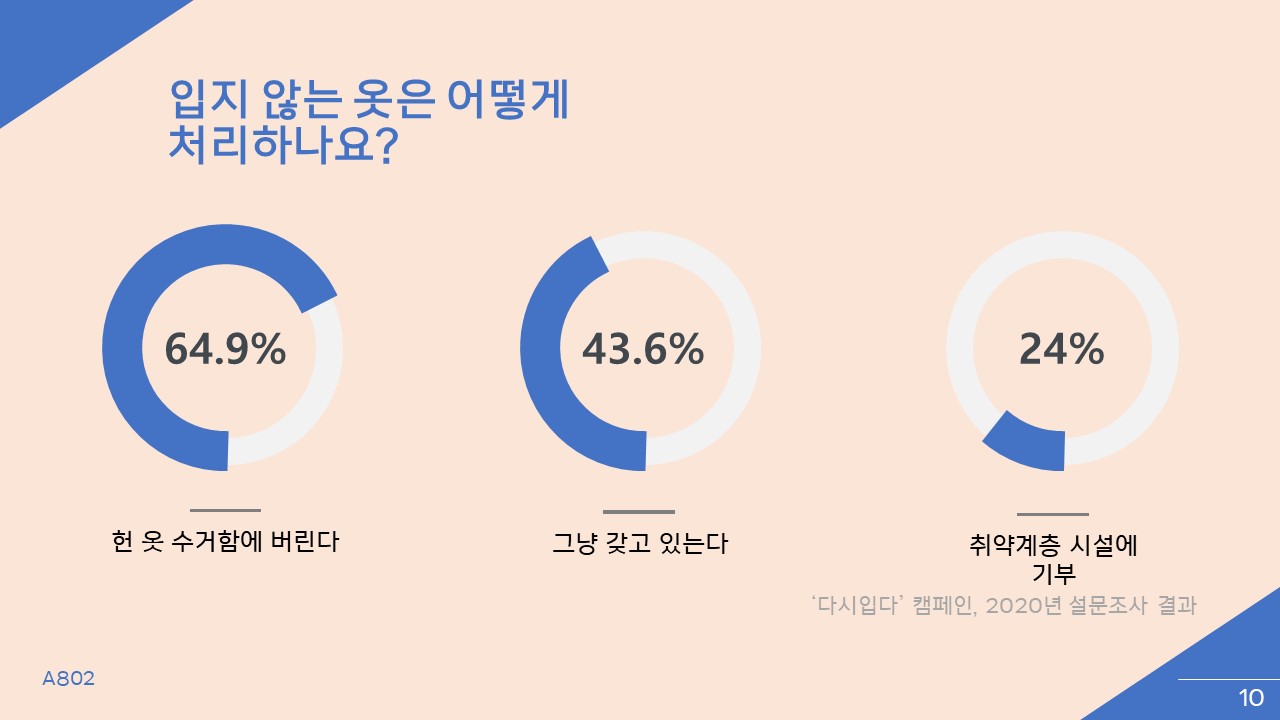 입지 않는 옷은 어떻게
처리하나요?
64.9%
43.6%
24%
헌 옷 수거함에 버린다
그냥 갖고 있는다
취약계층 시설에
기부
‘다시입다’ 캠페인, 2020년 설문조사 결과
A802
10